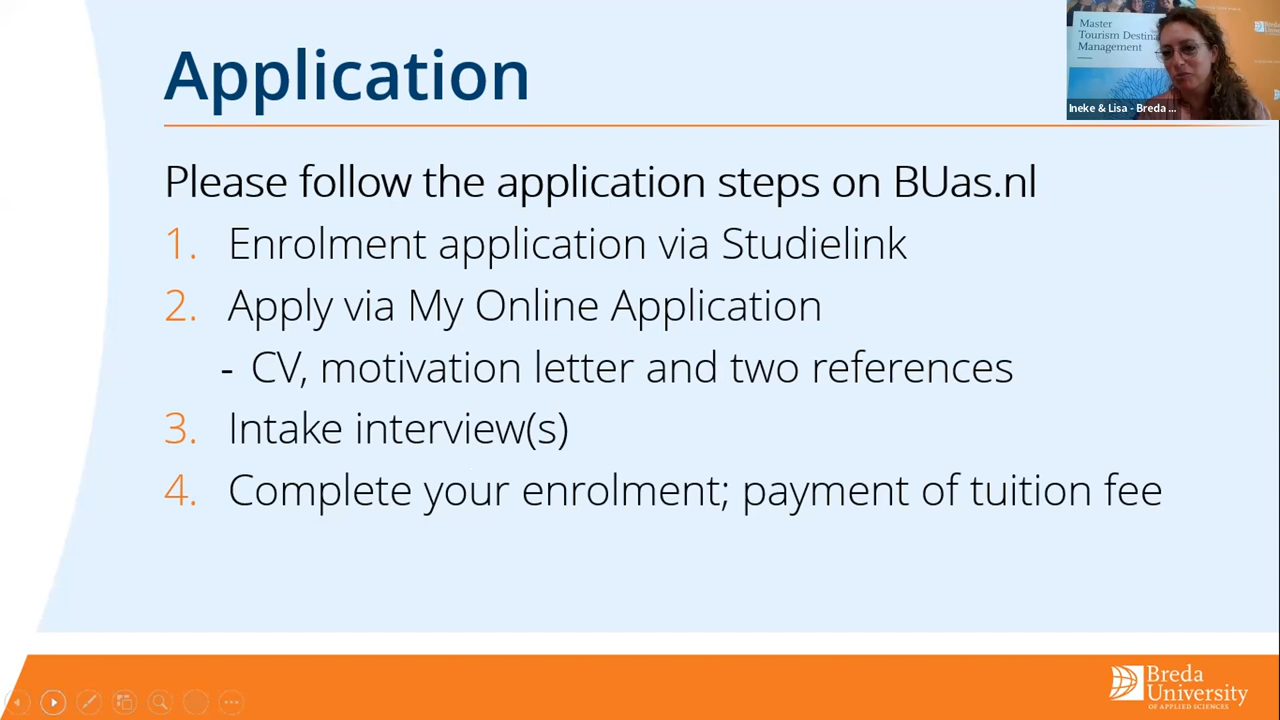 Application
Please follow the application steps on BUas.nl
1. Enrolment application via Studielink
2. Apply via My Online Application
- CV, motivation letter and two references
3. Intake interview(s)
4. Complete your enrolment; payment of tuition fee
Master
Tourism Destina
Management
Ineke & Lisa - Breda ...
Breda
University
OF APPLIED SCIENCES